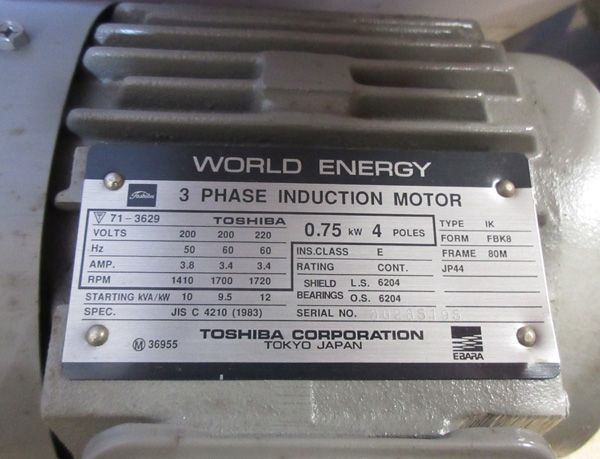 WORLD ENERGY
Toshiba
3 PHASE INDUCTION MOTOR
71-3629 TOSHIBA
VOLTS 200 200 220
Hz 50 60 60
AMP. 3.8 3.4 3.4
RPM 1410 1700 1720
STARTING kVA/kW 10 9.5 12
SPEC. JIS C 4210 (1983)
0.75 kW 4 POLES
INS.CLASS E
RATING CONT.
SHIELD L.S. 6204
BEARINGS O.S. 6204
SERIAL NO.
TYPE IK
FORM FBK8
FRAME 80M
JP44
M 36955
TOSHIBA CORPORATION
TOKYO JAPAN
EBARA